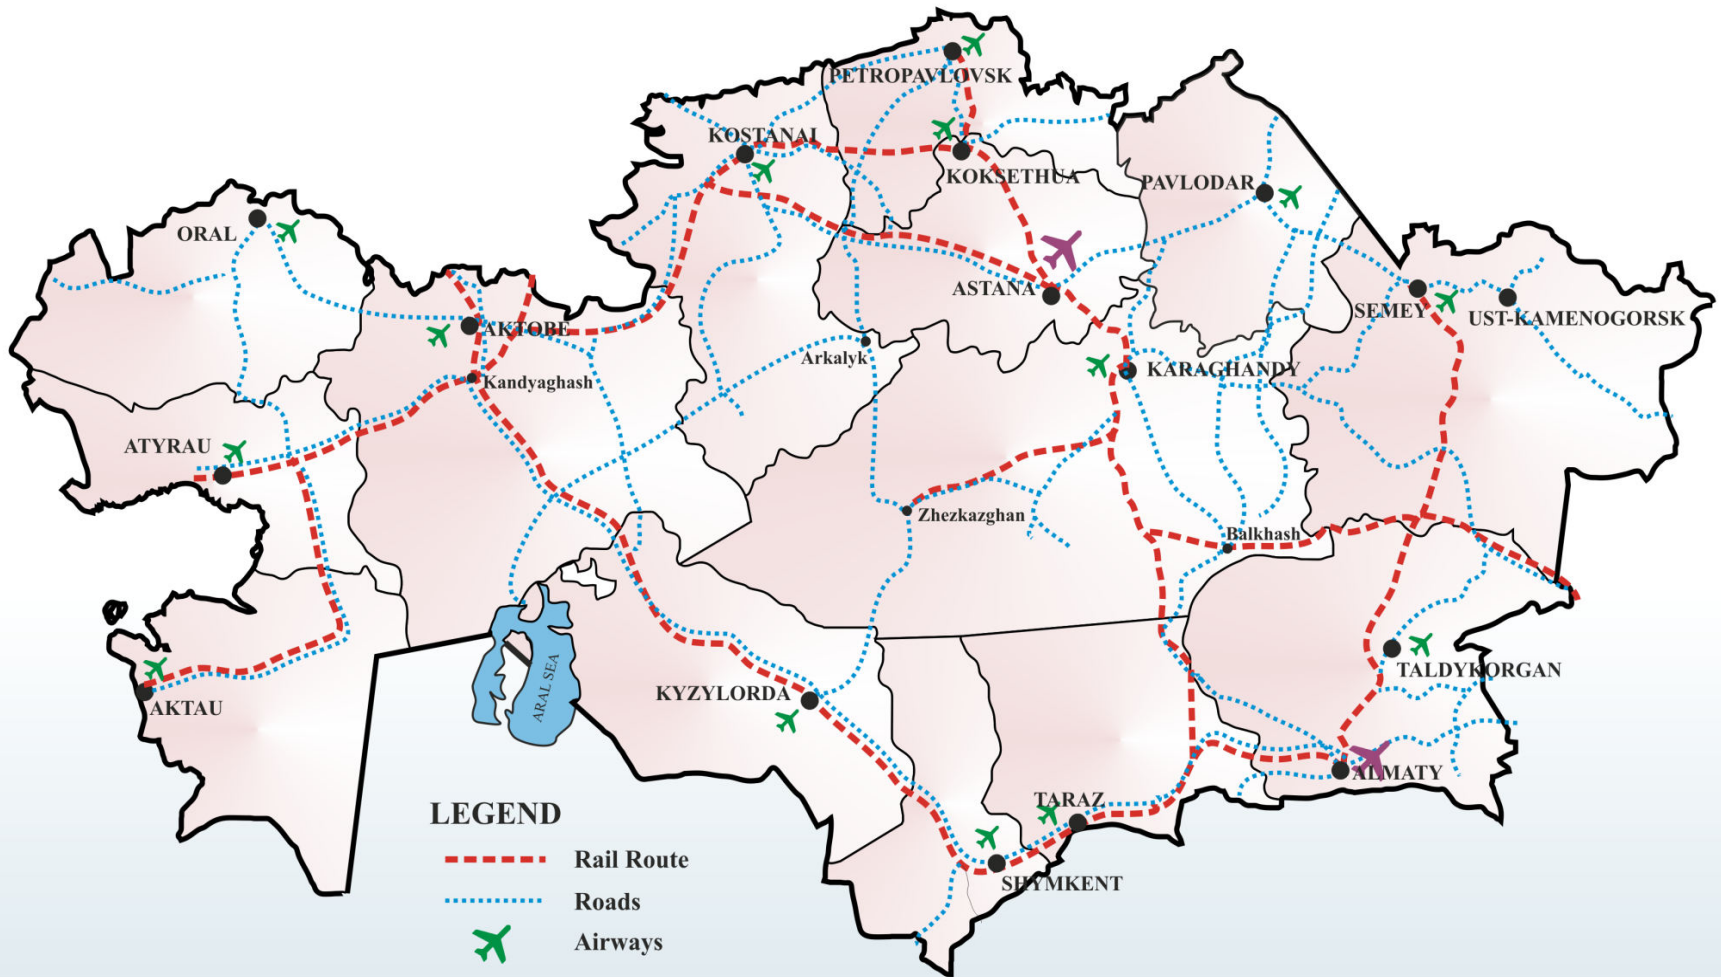 PETROPAVLOVSK
KOSTANAI
KOKSETHUA
PAVLODAR
ORAL
ASTANA
SEMEY
UST-KAMENOGORSK
AKTOBE
Arkalyk
KARAGHANDY
Kandyaghash
ATYRAU
Zhezkazghan
Balkhash
TALDYKORGAN
ARAL SEA
KYZYLORDA
AKTAU
ALMATY
TARAZ
SHYMKENT
LEGEND
Rail Route
Roads
Airways